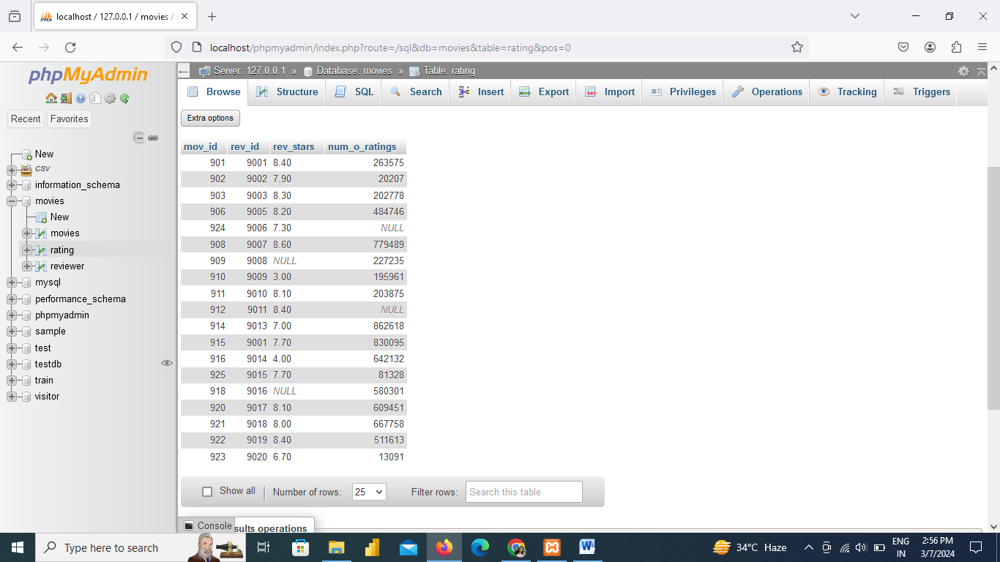 localhost / 127.0.0.1 / movies /
localhost/phpmyadmin/index.php?route=/sql&db=movies&table=rating&pos=0
phpMyAdmin
Recent Favorites
New
csv
information_schema
movies
New
movies
rating
reviewer
mysql
performance_schema
phpmyadmin
sample
test
testdb
train
visitor
Server: 127.0.0.1 » Database: movies » Table: rating
Browse Structure SQL Search Insert Export Import Privileges Operations Tracking Triggers
Extra options
mov_id rev_id rev_stars num_o_ratings
901 9001 8.40 263575
902 9002 7.90 20207
903 9003 8.30 202778
906 9005 8.20 484746
924 9006 7.30 NULL
908 9007 8.60 779489
909 9008 NULL 227235
910 9009 3.00 195961
911 9010 8.10 203875
912 9011 8.40 NULL
914 9013 7.00 862618
915 9001 7.70 830095
916 9014 4.00 642132
925 9015 7.70 81328
918 9016 NULL 580301
920 9017 8.10 609451
921 9018 8.00 667758
922 9019 8.40 511613
923 9020 6.70 13091
Show all Number of rows: 25 Filter rows: Search this table
Console sults operations
Type here to search
34°C Haze
ENG
IN
2:56 PM
3/7/2024